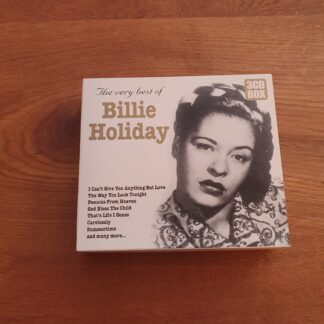 The very best of
Billie
Holiday
3CD
BOX
I Can't Give You Anything But Love
The Way You Look Tonight
Pennies From Heaven
God Bless The Child
That's Life I Guess
Carelessly
Summertime
and many more...